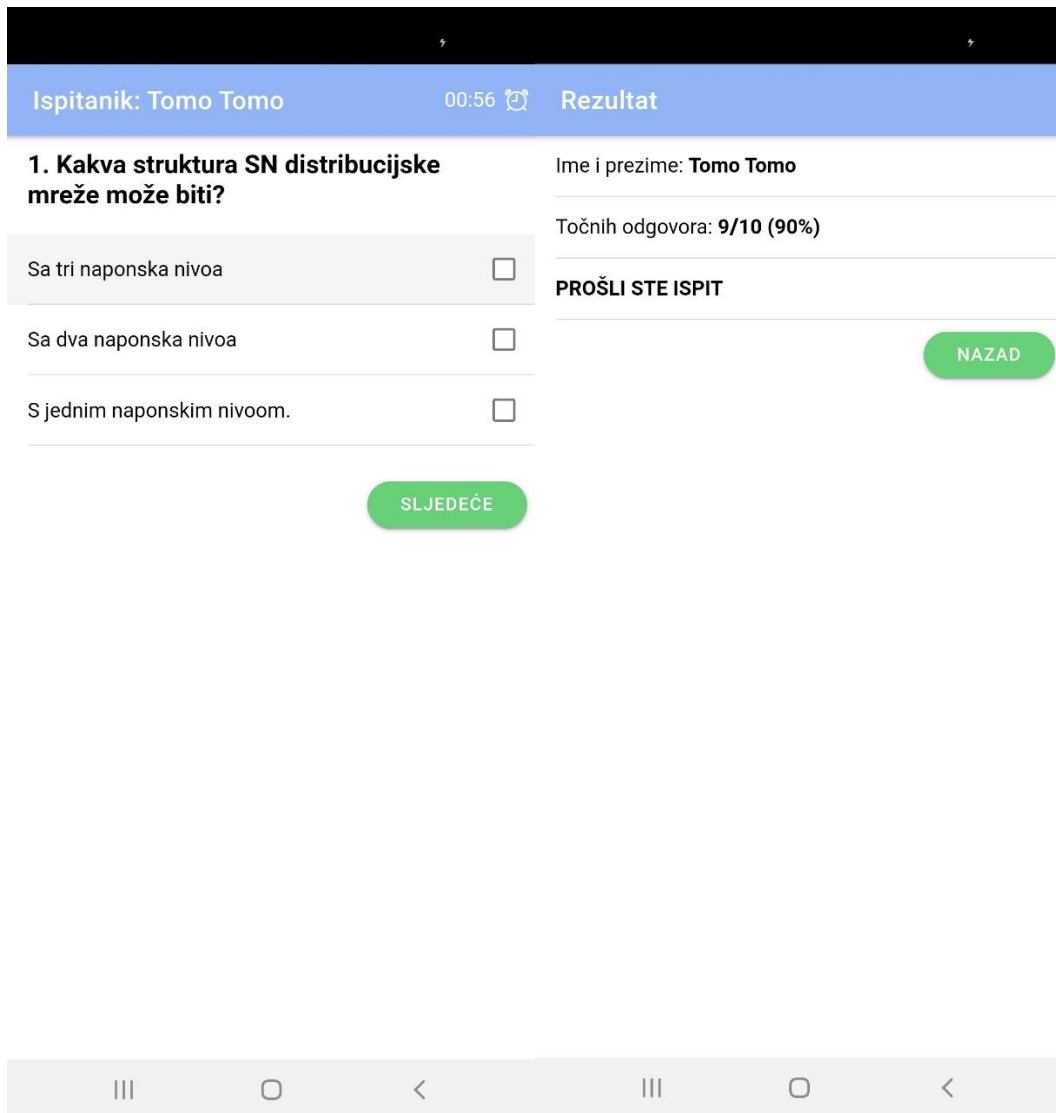 Ispitanik: Tomo Tomo
00:56
1. Kakva struktura SN distribucijske
mreže može biti?
Sa tri naponska nivoa
Sa dva naponska nivoa
S jednim naponskim nivoom.
SLJEDEĆE
Rezultat
Ime i prezime: Tomo Tomo
Točnih odgovora: 9/10 (90%)
PROŠLI STE ISPIT
NAZAD